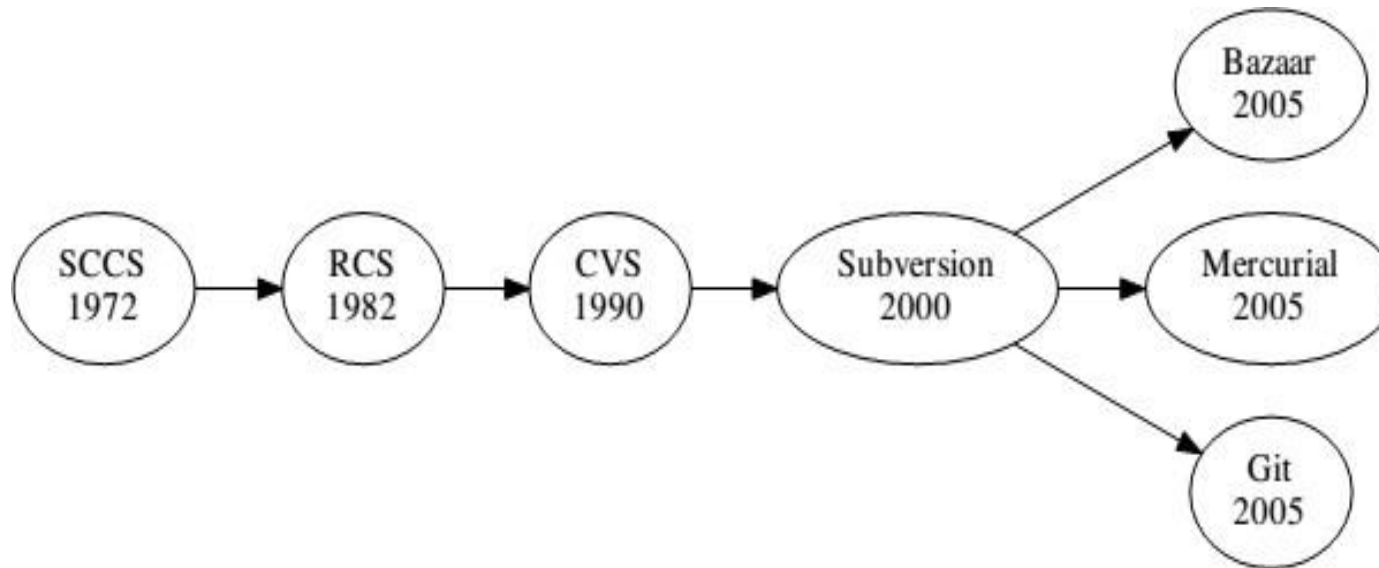 SCCS
1972
RCS
1982
CVS
1990
Subversion
2000
Bazaar
2005
Mercurial
2005
Git
2005